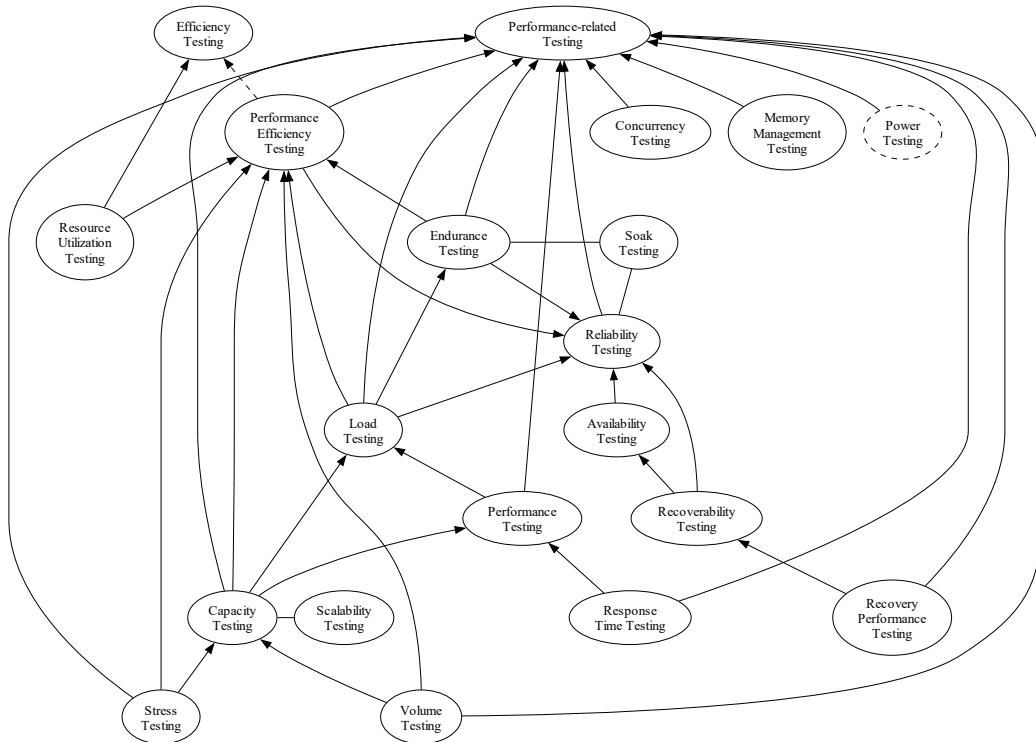 Efficiency
Testing
Performance-related
Testing
Performance
Efficiency
Testing
Concurrency
Testing
Memory
Management
Testing
Power
Testing
Resource
Utilization
Testing
Endurance
Testing
Soak
Testing
Reliability
Testing
Load
Testing
Availability
Testing
Performance
Testing
Recoverability
Testing
Capacity
Testing
Scalability
Testing
Response
Time Testing
Recovery
Performance
Testing
Stress
Testing
Volume
Testing